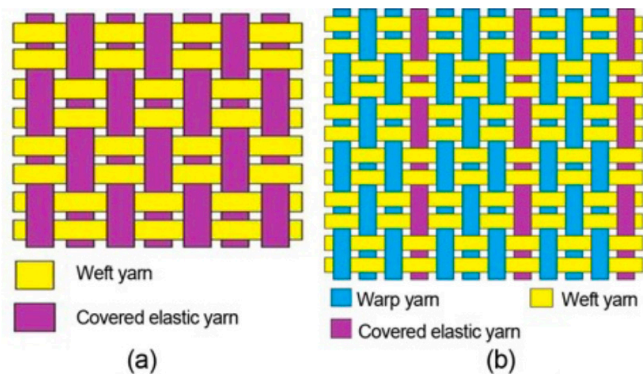 Weft yarn
Covered elastic yarn
(a)
Warp yarn
Weft yarn
Covered elastic yarn
(b)